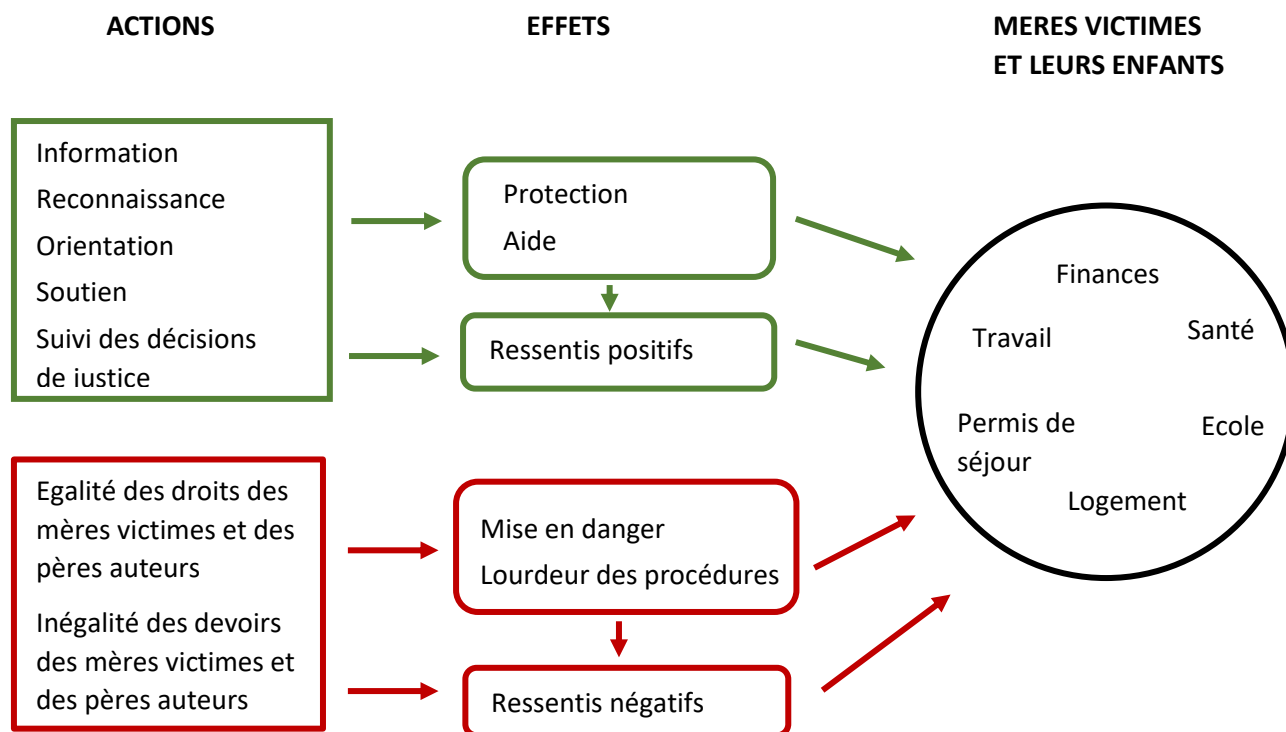 ACTIONS
EFFETS
MERES VICTIMES
ET LEURS ENFANTS
Information
Reconnaissance
Orientation
Soutien
Suivi des décisions
de justice
Protection
Aide
Ressentis positifs
Egalité des droits des
mères victimes et des
pères auteurs
Inégalité des devoirs
des mères victimes et
des pères auteurs
Mise en danger
Lourdeur des procédures
Ressentis négatifs
Finances
Travail
Santé
Permis de
séjour
Ecole
Logement